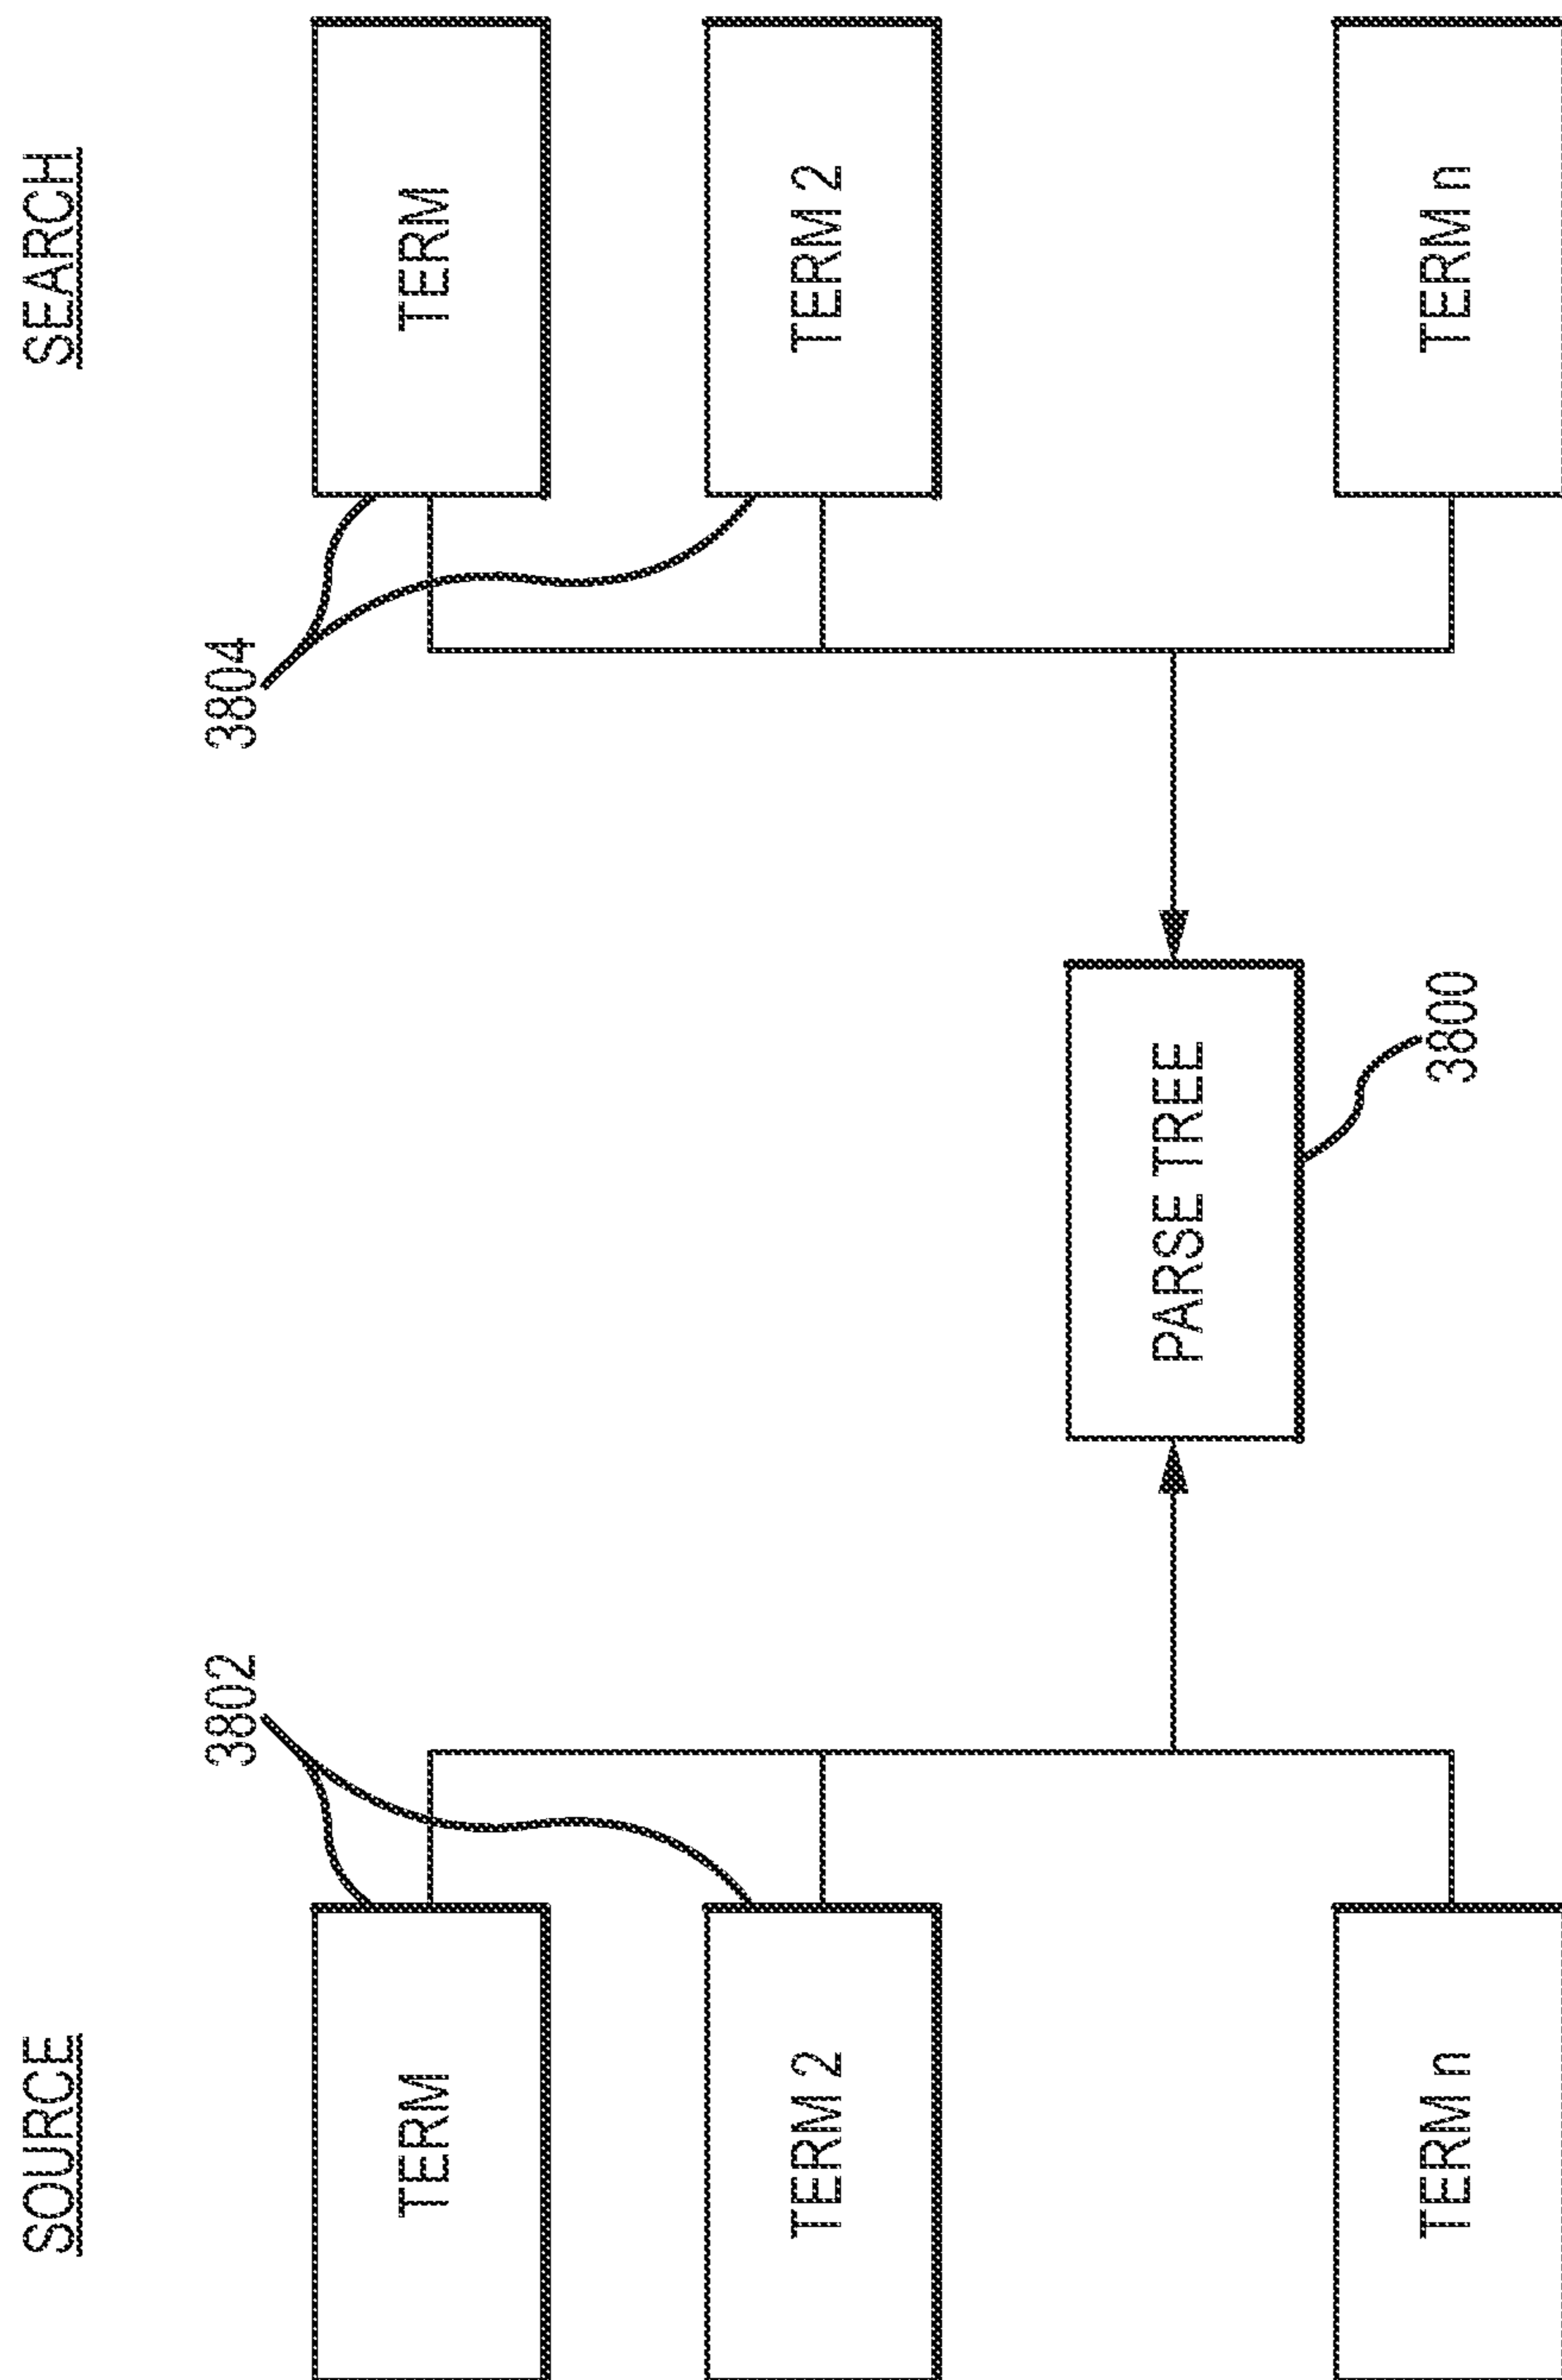 SOURCE
SEARCH
3802
3804
TERM
TERM
TERM 2
TERM 2
PARSE TREE
3800
TERM n
TERM n